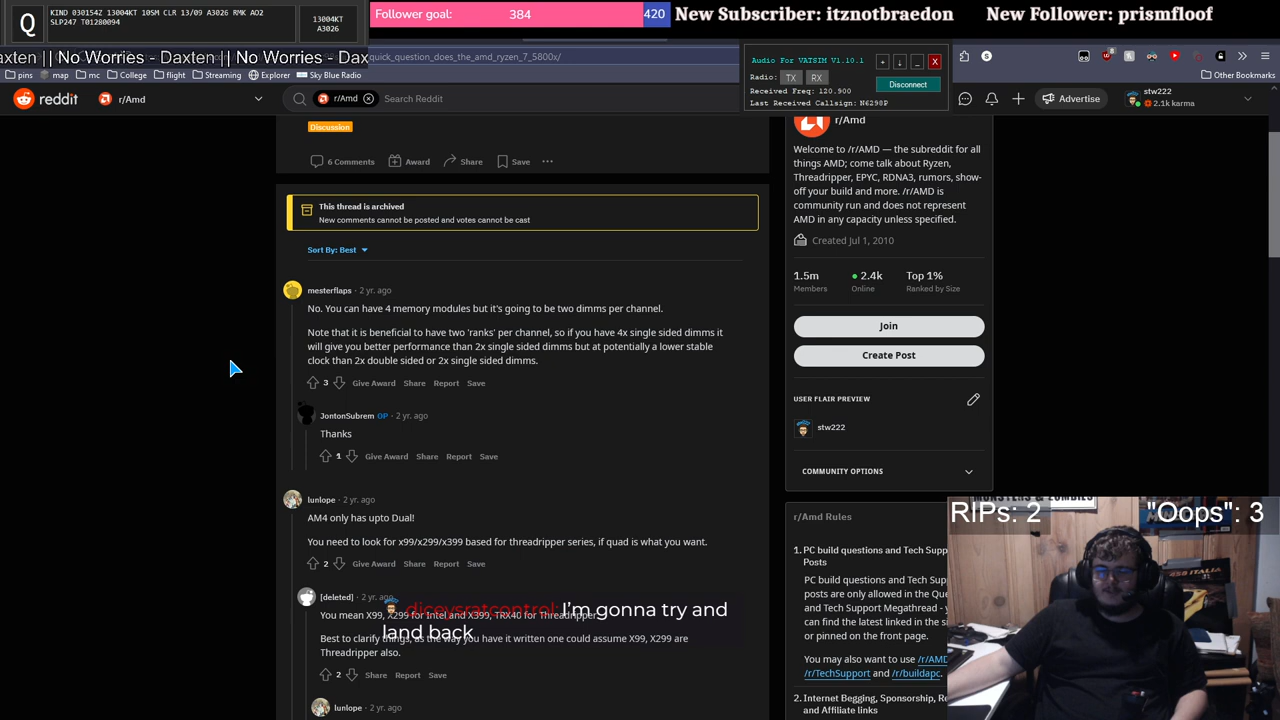 Q
KIND 030154Z 13004KT 10SM CLR 13/09 A3026 RMK AO2
SLP247 T01280094
13004KT
A3026
Follower goal:
384
420
New Subscriber: itznotbraedon
New Follower: prismfloof
axten || No Worries - Daxten || No Worries - Dax
quick_question_does_the_amd_ryzen_7_5800x/
pins
map
mc
College
flight
Streaming
Explorer
Sky Blue Radio
Other Bookmarks
Audio For VATSIM V1.10.1
+
↓
_
X
Radio:
TX
RX
Received Freq: 120.900
Last Received Callsign: N6298P
Disconnect
reddit
r/Amd
r/Amd
Search Reddit
Advertise
stw222
2.1k karma
Discussion
6 Comments
Award
Share
Save
This thread is archived
New comments cannot be posted and votes cannot be cast
Sort By: Best
mesterflaps · 2 yr. ago
No. You can have 4 memory modules but it's going to be two dimms per channel.
Note that it is beneficial to have two 'ranks' per channel, so if you have 4x single sided dimms it
will give you better performance than 2x single sided dimms but at potentially a lower stable
clock than 2x double sided or 2x single sided dimms.
3
Give Award
Share
Report
Save
JontonSubrem OP · 2 yr. ago
Thanks
1
Give Award
Share
Report
Save
lunlope · 2 yr. ago
AM4 only has upto Dual!
You need to look for x99/x299/x399 based for threadripper series, if quad is what you want.
2
Give Award
Share
Report
Save
[deleted] · 2 yr. ago
You mean X99, X299 for Intel and X399, TRX40 for Threadripper.
Best to clarify things, as the way you have it written one could assume X99, X299 are
Threadripper also.
2
Share
Report
Save
lunlope · 2 yr. ago
diceysratcontrol: I'm gonna try and
land back
r/Amd
Welcome to /r/AMD — the subreddit for all
things AMD; come talk about Ryzen,
Threadripper, EPYC, RDNA3, rumors, show-
off your build and more. /r/AMD is
community run and does not represent
AMD in any capacity unless specified.
Created Jul 1, 2010
1.5m
Members
2.4k
Online
Top 1%
Ranked by Size
Join
Create Post
USER FLAIR PREVIEW
stw222
COMMUNITY OPTIONS
r/Amd Rules
1. PC build questions and Tech Supp
Posts
PC build questions and Tech Sup
posts are only allowed in the Que
and Tech Support Megathread - y
can find the latest linked in the si
or pinned on the front page.
You may also want to use /r/AMD
/r/TechSupport and /r/buildapc.
2. Internet Begging, Sponsorship, Re
and Affiliate links
RIPs: 2
"Oops": 3